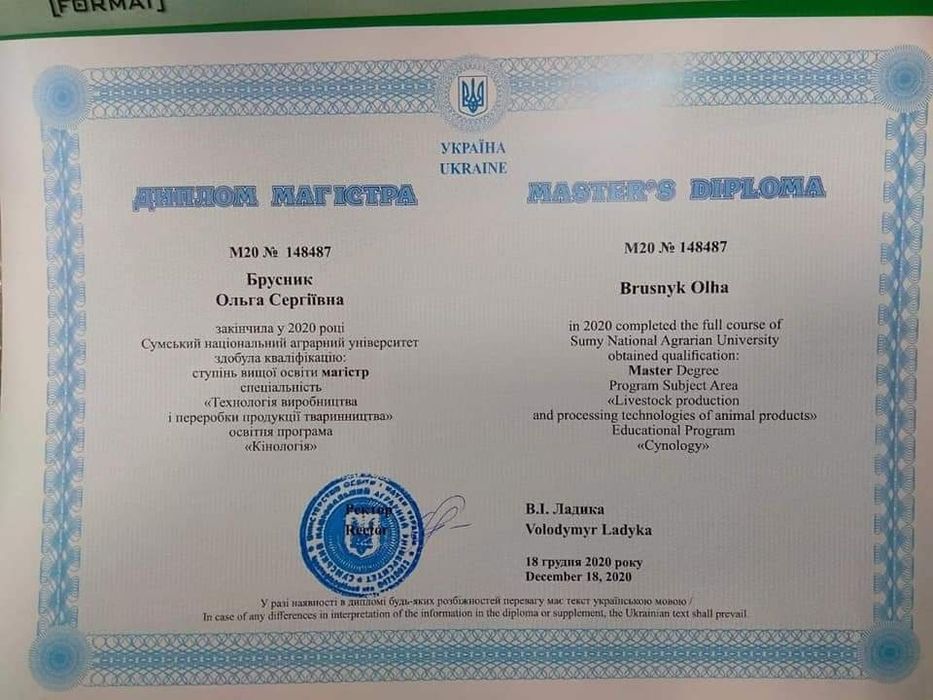 [FORMAT]
УКРАЇНА
UKRAINE
ДИПЛОМ МАГІСТРА
М20 № 148487
Брусник
Ольга Сергіївна
закінчила у 2020 році
Сумський національний аграрний університет
здобула кваліфікацію:
ступінь вищої освіти магістр
спеціальність
«Технологія виробництва
і переробки продукції тваринництва»
освітня програма
«Кінологія»
MASTER'S DIPLOMA
M20 № 148487
Brusnyk Olha
in 2020 completed the full course of
Sumy National Agrarian University
obtained qualification:
Master Degree
Program Subject Area
«Livestock production
and processing technologies of animal products»
Educational Program
«Cynology»
Ректор
Rector
В.І. Ладика
Volodymyr Ladyka
18 грудня 2020 року
December 18, 2020
У разі наявності в дипломі будь-яких розбіжностей перевагу має текст українською мовою /
In case of any differences in interpretation of the information in the diploma or supplement, the Ukrainian text shall prevail